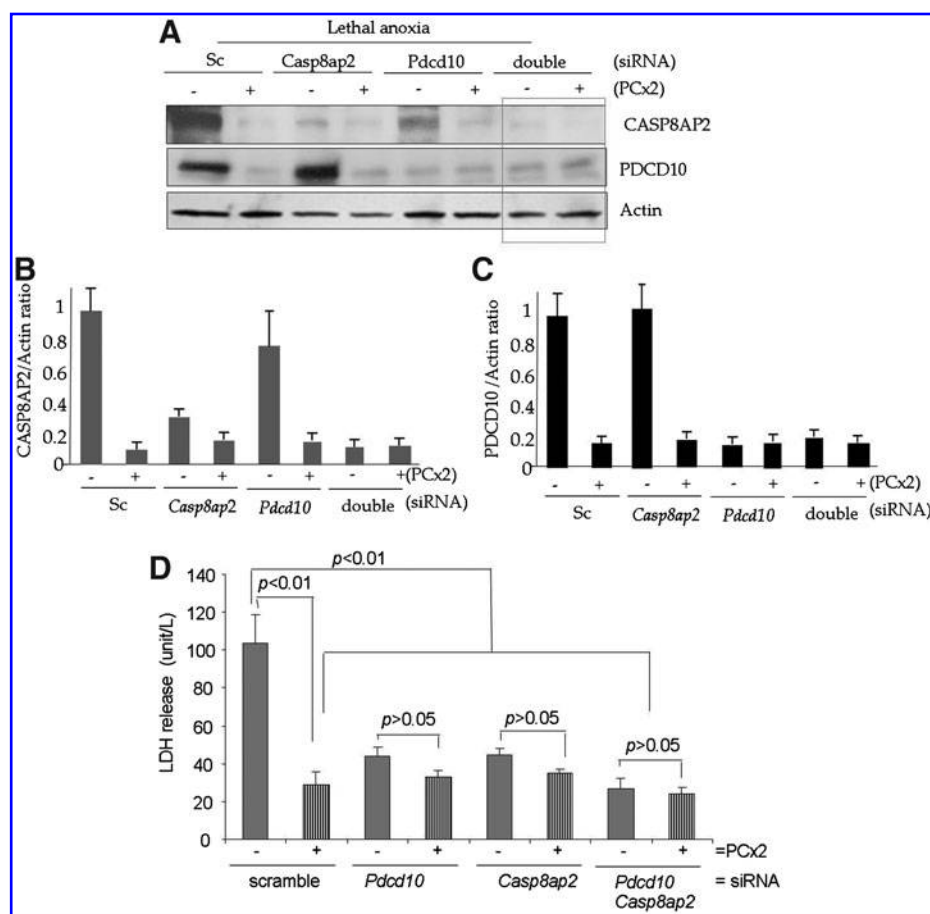 A
Lethal anoxia
Sc Casp8ap2 Pdcd10 double (siRNA)
- + - + - + - + (PCx2)
CASP8AP2
PDCD10
Actin
B
CASP8AP2/Actin ratio
1
0.8
0.6
0.4
0.2
0
- + - + - + - + (PCx2)
Sc Casp8ap2 Pdcd10 double (siRNA)
C
PDCD10 /Actin ratio
1
0.8
0.6
0.4
0.2
0
- + - + - + - + (PCx2)
Sc Casp8ap2 Pdcd10 double (siRNA)
D
LDH release (unit/L)
140
120
100
80
60
40
20
0
p<0.01
p<0.01
p>0.05
p>0.05
p>0.05
- + - + - + - + =PCx2
scramble Pdcd10 Casp8ap2 Pdcd10 = siRNA
Casp8ap2